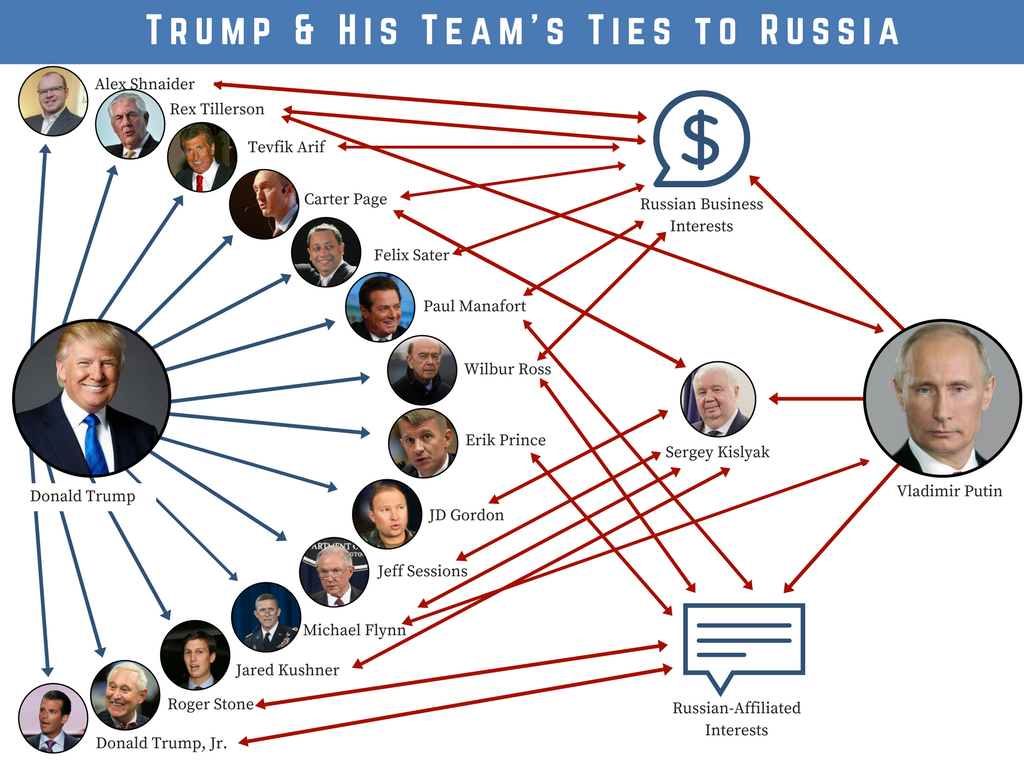 TRUMP & HIS TEAM'S TIES TO RUSSIA
Alex Shnaider
Rex Tillerson
Tevfik Arif
Carter Page
Felix Sater
Paul Manafort
Wilbur Ross
Erik Prince
JD Gordon
Jeff Sessions
Michael Flynn
Jared Kushner
Roger Stone
Donald Trump, Jr.
Donald Trump
$
Russian Business
Interests
Sergey Kislyak
Vladimir Putin
Russian-Affiliated
Interests